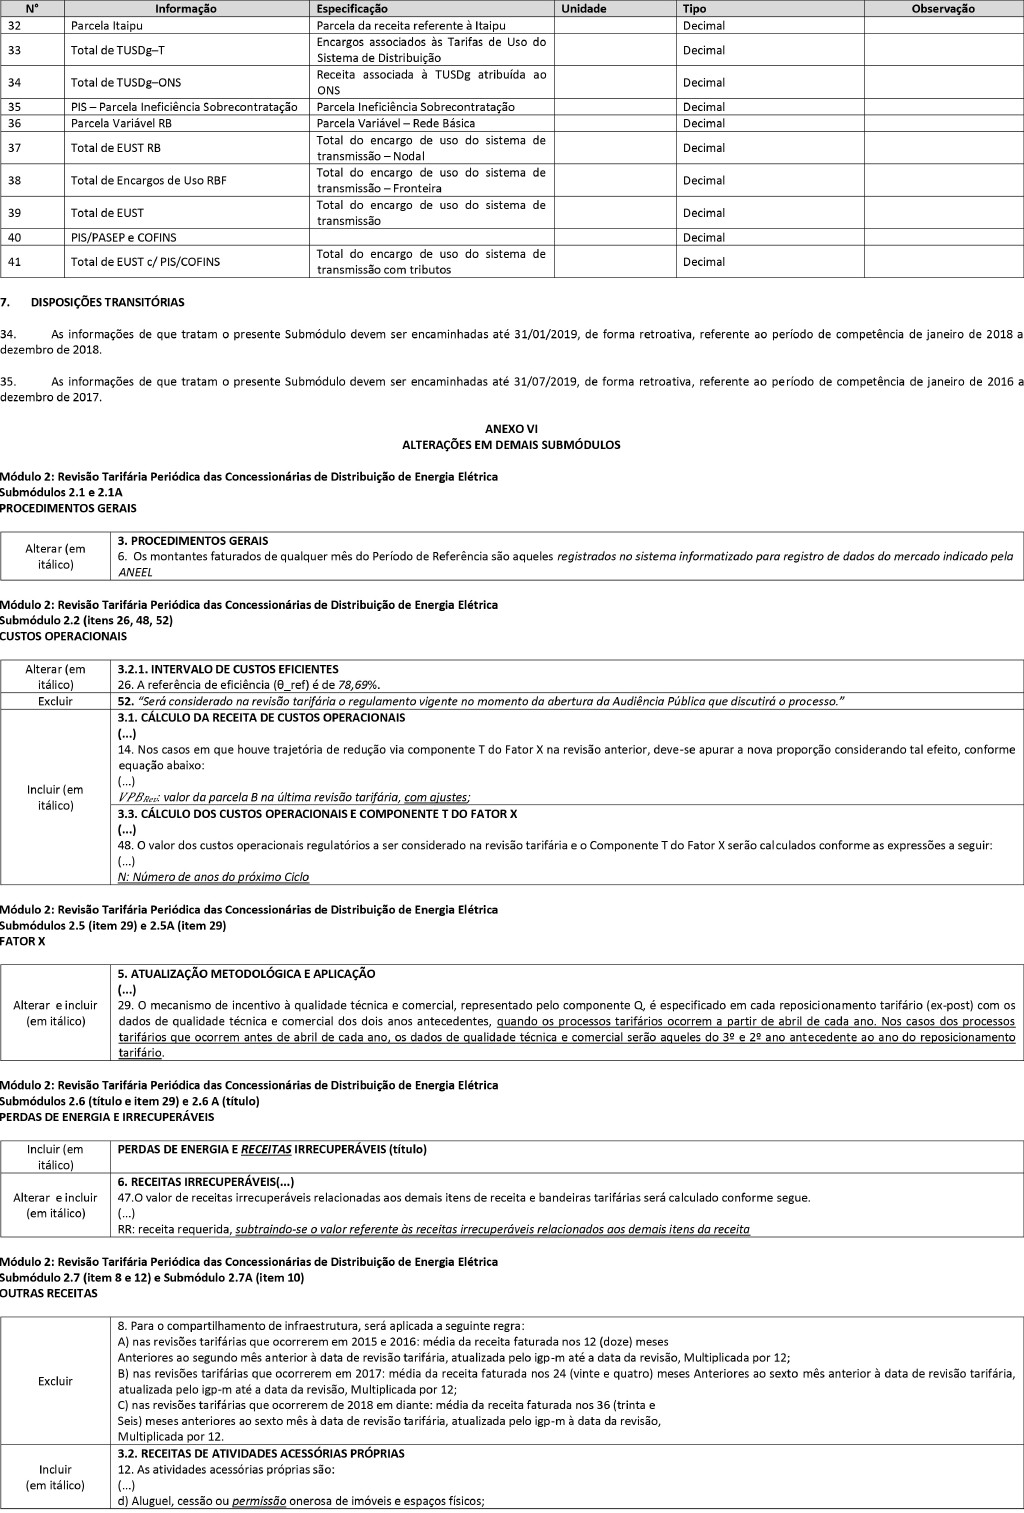 N° Informação Especificação Unidade Tipo Observação
32 Parcela Itaipu Parcela da receita referente à Itaipu Decimal
33 Total de TUSDg–T Encargos associados às Tarifas de Uso do Sistema de Distribuição Decimal
34 Total de TUSDg–ONS Receita associada à TUSDg atribuída ao ONS Decimal
35 PIS – Parcela Ineficiência Sobrecontratação Parcela Ineficiência Sobrecontratação Decimal
36 Parcela Variável RB Parcela Variável – Rede Básica Decimal
37 Total de EUST RB Total do encargo de uso do sistema de transmissão – Nodal Decimal
38 Total de Encargos de Uso RBF Total do encargo de uso do sistema de transmissão – Fronteira Decimal
39 Total de EUST Total do encargo de uso do sistema de transmissão Decimal
40 PIS/PASEP e COFINS Decimal
41 Total de EUST c/ PIS/COFINS Total do encargo de uso do sistema de transmissão com tributos Decimal
7. DISPOSIÇÕES TRANSITÓRIAS
34. As informações de que tratam o presente Submódulo devem ser encaminhadas até 31/01/2019, de forma retroativa, referente ao período de competência de janeiro de 2018 a
dezembro de 2018.
35. As informações de que tratam o presente Submódulo devem ser encaminhadas até 31/07/2019, de forma retroativa, referente ao período de competência de janeiro de 2016 a
dezembro de 2017.
ANEXO VI
ALTERAÇÕES EM DEMAIS SUBMÓDULOS
Módulo 2: Revisão Tarifária Periódica das Concessionárias de Distribuição de Energia Elétrica
Submódulos 2.1 e 2.1A
PROCEDIMENTOS GERAIS
Alterar (em
itálico)
3. PROCEDIMENTOS GERAIS
6. Os montantes faturados de qualquer mês do Período de Referência são aqueles registrados no sistema informatizado para registro de dados do mercado indicado pela
ANEEL
Módulo 2: Revisão Tarifária Periódica das Concessionárias de Distribuição de Energia Elétrica
Submódulo 2.2 (itens 26, 48, 52)
CUSTOS OPERACIONAIS
Alterar (em
itálico)
3.2.1. INTERVALO DE CUSTOS EFICIENTES
26. A referência de eficiência (θ_ref) é de 78,69%.
Excluir
52. “Será considerado na revisão tarifária o regulamento vigente no momento da abertura da Audiência Pública que discutirá o processo.”
Incluir (em
itálico)
3.1. CÁLCULO DA RECEITA DE CUSTOS OPERACIONAIS
(...)
14. Nos casos em que houve trajetória de redução via componente T do Fator X na revisão anterior, deve-se apurar a nova proporção considerando tal efeito, conforme
equação abaixo:
(...)
VPB Rev: valor da parcela B na última revisão tarifária, com ajustes;
3.3. CÁLCULO DOS CUSTOS OPERACIONAIS E COMPONENTE T DO FATOR X
(...)
48. O valor dos custos operacionais regulatórios a ser considerado na revisão tarifária e o Componente T do Fator X serão calculados conforme as expressões a seguir:
(...)
N: Número de anos do próximo Ciclo
Módulo 2: Revisão Tarifária Periódica das Concessionárias de Distribuição de Energia Elétrica
Submódulos 2.5 (item 29) e 2.5A (item 29)
FATOR X
Alterar e incluir
(em itálico)
5. ATUALIZAÇÃO METODOLÓGICA E APLICAÇÃO
(...)
29. O mecanismo de incentivo à qualidade técnica e comercial, representado pelo componente Q, é especificado em cada reposicionamento tarifário (ex-post) com os
dados de qualidade técnica e comercial dos dois anos antecedentes, quando os processos tarifários ocorrem a partir de abril de cada ano. Nos casos dos processos
tarifários que ocorrem antes de abril de cada ano, os dados de qualidade técnica e comercial serão aqueles do 3º e 2º ano antecedente ao ano do reposicionamento
tarifário.
Módulo 2: Revisão Tarifária Periódica das Concessionárias de Distribuição de Energia Elétrica
Submódulos 2.6 (título e item 29) e 2.6 A (título)
PERDAS DE ENERGIA E IRRECUPERÁVEIS
Incluir (em
itálico)
PERDAS DE ENERGIA E RECEITAS IRRECUPERÁVEIS (título)
Alterar e incluir
(em itálico)
6. RECEITAS IRRECUPERÁVEIS(...)
47.O valor de receitas irrecuperáveis relacionadas aos demais itens de receita e bandeiras tarifárias será calculado conforme segue.
(...)
RR: receita requerida, subtraindo-se o valor referente às receitas irrecuperáveis relacionados aos demais itens da receita
Módulo 2: Revisão Tarifária Periódica das Concessionárias de Distribuição de Energia Elétrica
Submódulo 2.7 (item 8 e 12) e Submódulo 2.7A (item 10)
OUTRAS RECEITAS
Excluir
8. Para o compartilhamento de infraestrutura, será aplicada a seguinte regra:
A) nas revisões tarifárias que ocorrerem em 2015 e 2016: média da receita faturada nos 12 (doze) meses
Anteriores ao segundo mês anterior à data de revisão tarifária, atualizada pelo igp-m até a data da revisão, Multiplicada por 12;
B) nas revisões tarifárias que ocorrerem em 2017: média da receita faturada nos 24 (vinte e quatro) meses Anteriores ao sexto mês anterior à data de revisão tarifária,
atualizada pelo igp-m até a data da revisão, Multiplicada por 12;
C) nas revisões tarifárias que ocorrerem de 2018 em diante: média da receita faturada nos 36 (trinta e
Seis) meses anteriores ao sexto mês à data de revisão tarifária, atualizada pelo igp-m à data da revisão,
Multiplicada por 12.
Incluir
(em itálico)
3.2. RECEITAS DE ATIVIDADES ACESSÓRIAS PRÓPRIAS
12. As atividades acessórias próprias são:
(...)
d) Aluguel, cessão ou permissão onerosa de imóveis e espaços físicos;